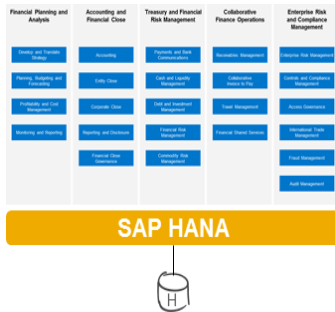 Financial Planning and
Analysis
Accounting and
Financial Close
Treasury and Financial
Risk Management
Collaborative
Finance Operations
Enterprise Risk
and Compliance
Management
Develop and Translate
Strategy
Planning, Budgeting and
Forecasting
Profitability and Cost
Management
Monitoring and Reporting
Accounting
Entity Close
Corporate Close
Reporting and Disclosure
Financial Close
Governance
Payments and Bank
Communications
Cash and Liquidity
Management
Debt and Investment
Management
Financial Risk
Management
Commodity Risk
Management
Receivables Management
Collaborative
Invoice to Pay
Travel Management
Financial Shared Services
Enterprise Risk Management
Controls and Compliance
Management
Access Governance
International Trade
Management
Fraud Management
Audit Management
SAP HANA
H